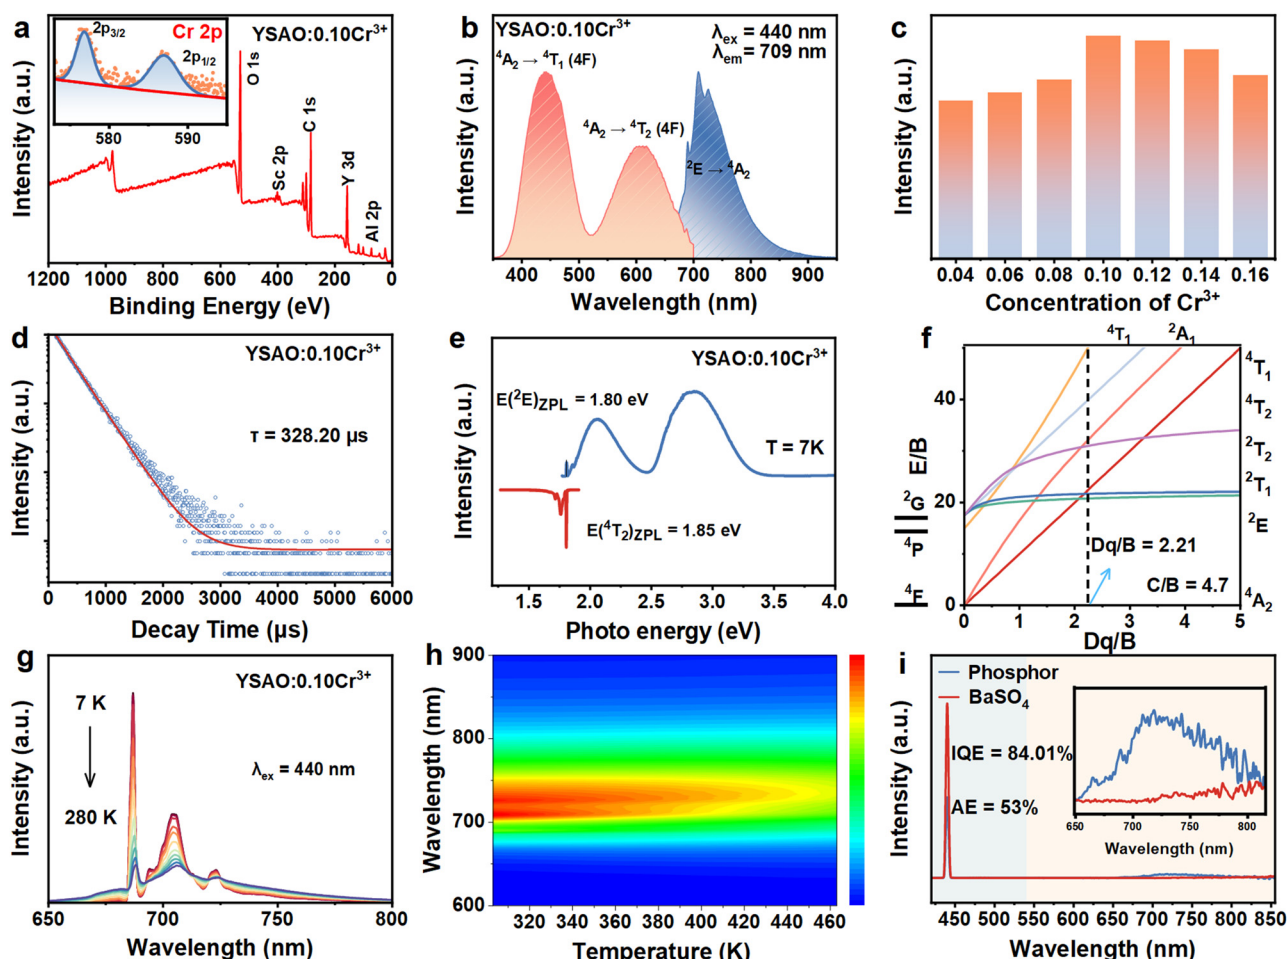 a
YSAO:0.10Cr³⁺
Cr 2p
2p₃/₂
2p₁/₂
580
590
O 1s
C 1s
Sc 2p
Y 3d
Al 2p
Intensity (a.u.)
1200
1000
800
600
400
200
0
Binding Energy (eV)
b
YSAO:0.10Cr³⁺
λex = 440 nm
λem = 709 nm
⁴A₂ → ⁴T₁ (4F)
⁴A₂ → ⁴T₂ (4F)
²E → ⁴A₂
Intensity (a.u.)
400
500
600
700
800
900
Wavelength (nm)
c
Intensity (a.u.)
0.04
0.06
0.08
0.10
0.12
0.14
0.16
Concentration of Cr³⁺
d
YSAO:0.10Cr³⁺
τ = 328.20 μs
Intensity (a.u.)
0
1000
2000
3000
4000
5000
6000
Decay Time (μs)
e
YSAO:0.10Cr³⁺
E(²E)ZPL = 1.80 eV
T = 7K
E(⁴T₂)ZPL = 1.85 eV
Intensity (a.u.)
1.5
2.0
2.5
3.0
3.5
4.0
Photo energy (eV)
f
⁴T₁
²A₁
⁴T₁
⁴T₂
²T₂
²T₁
²E
⁴A₂
E/B
40
20
0
²G
⁴P
⁴F
Dq/B = 2.21
C/B = 4.7
0
1
2
3
4
5
Dq/B
g
YSAO:0.10Cr³⁺
7 K
280 K
λex = 440 nm
Intensity (a.u.)
650
700
750
800
Wavelength (nm)
h
Wavelength (nm)
900
800
700
600
320
340
360
380
400
420
440
460
Temperature (K)
i
Phosphor
BaSO₄
IQE = 84.01%
AE = 53%
Intensity (a.u.)
650
700
750
800
Wavelength (nm)
450
500
550
600
650
700
750
800
850
Wavelength (nm)